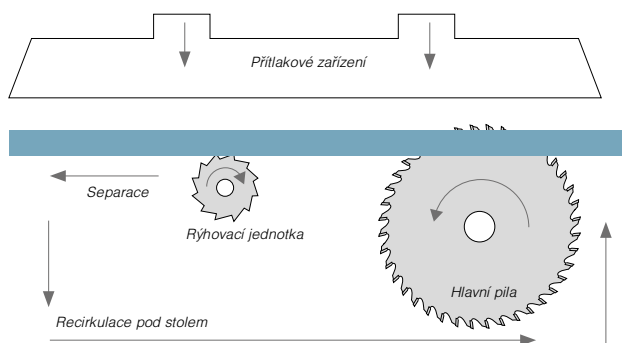 Přítlakové zařízení
Separace
Rýhovací jednotka
Hlavní pila
Recirkulace pod stolem